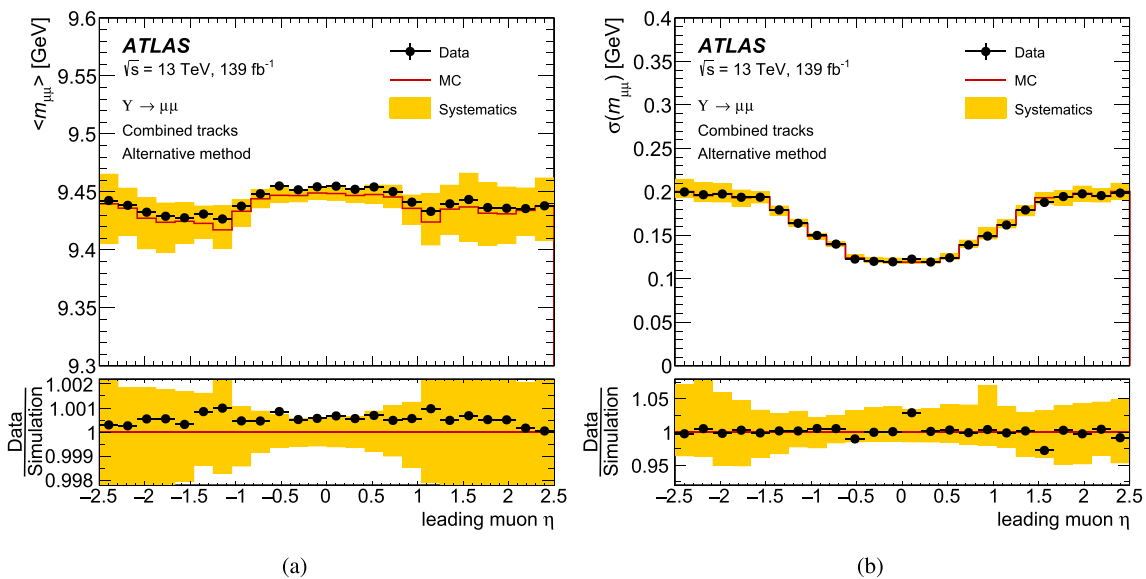 <m_μμ> [GeV]
9.6
9.55
9.5
9.45
9.4
9.35
9.3
ATLAS
√s = 13 TeV, 139 fb⁻¹
Υ → μμ
Combined tracks
Alternative method
Data
MC
Systematics
Data
Simulation
1.002
1.001
1
0.999
0.998
−2.5 −2 −1.5 −1 −0.5 0 0.5 1 1.5 2 2.5
leading muon η
(a)
σ(m_μμ) [GeV]
0.4
0.35
0.3
0.25
0.2
0.15
0.1
0.05
0
ATLAS
√s = 13 TeV, 139 fb⁻¹
Υ → μμ
Combined tracks
Alternative method
Data
MC
Systematics
Data
Simulation
1.05
1
0.95
−2.5 −2 −1.5 −1 −0.5 0 0.5 1 1.5 2 2.5
leading muon η
(b)